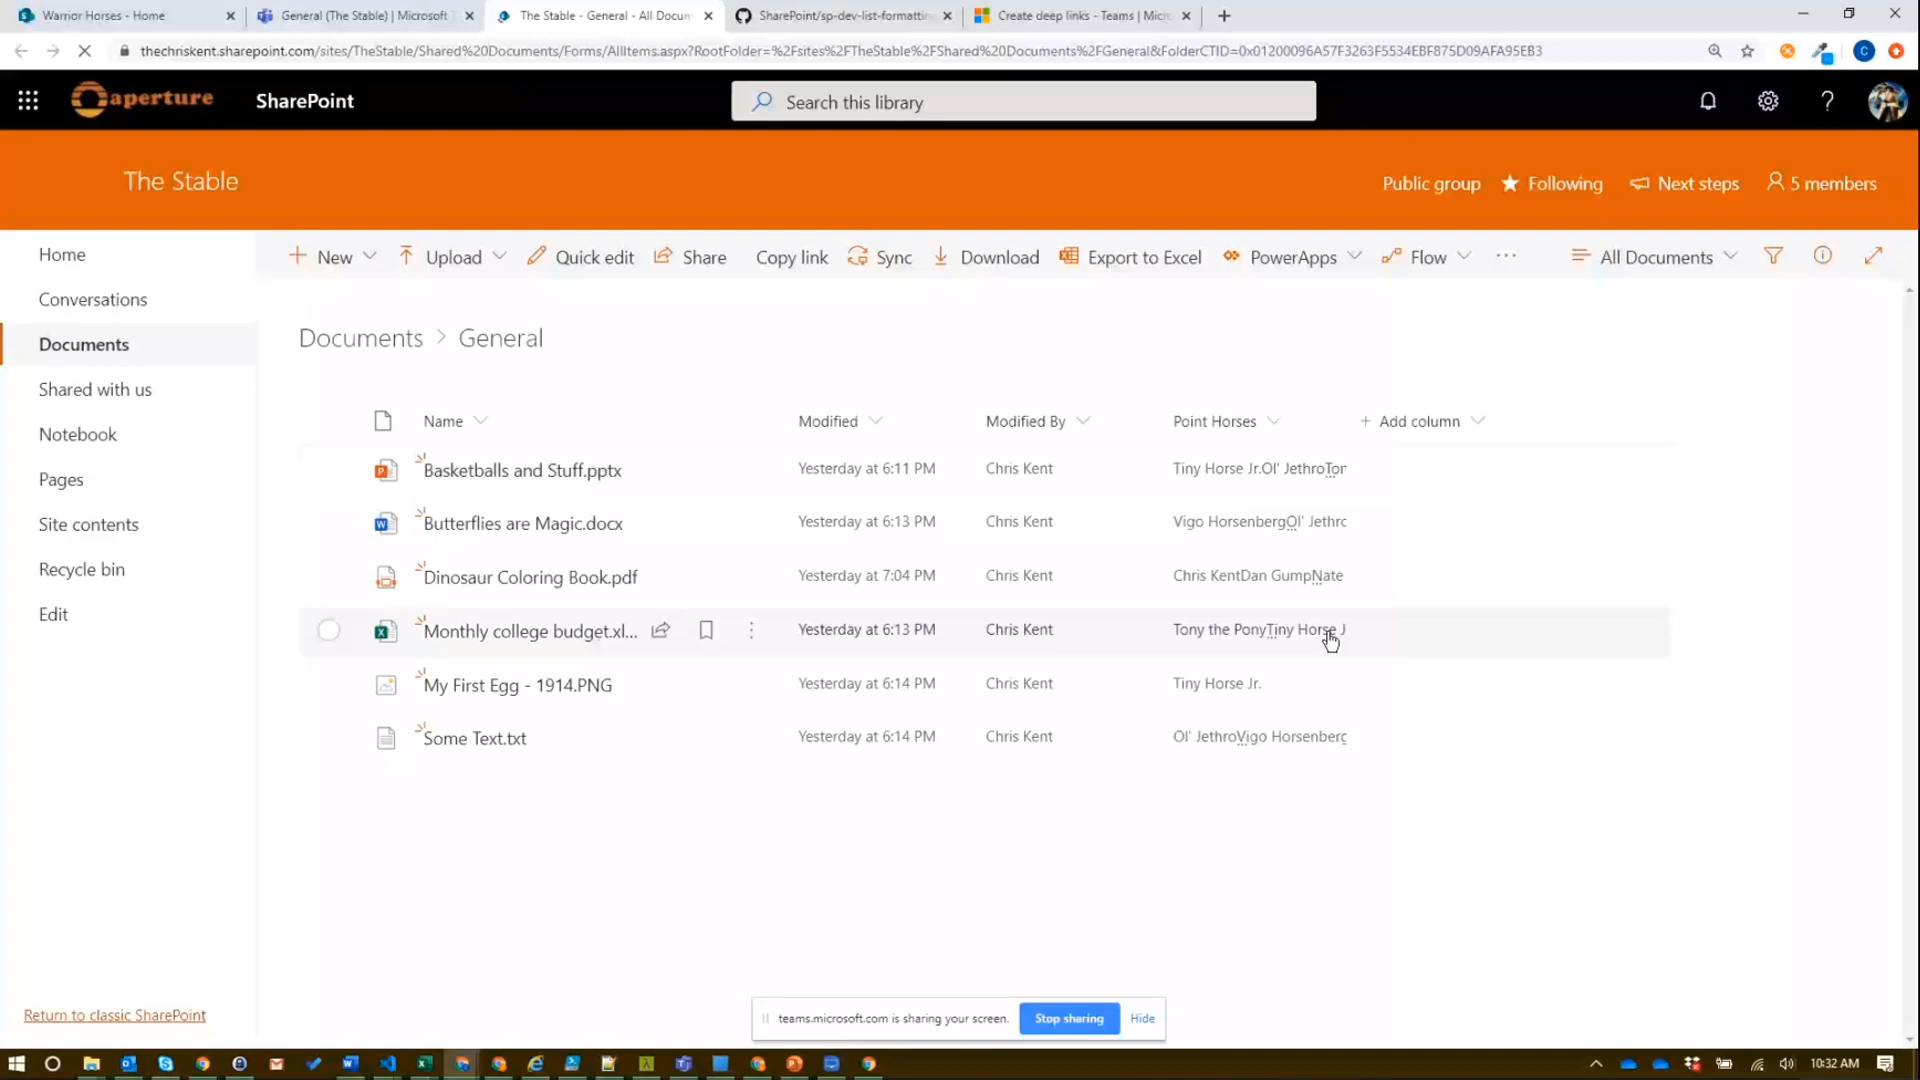 Warrior Horses - Home
General (The Stable) | Microsoft T
The Stable - General - All Docum
SharePoint/sp-dev-list-formattin
Create deep links - Teams | Micro
thechriskent.sharepoint.com/sites/TheStable/Shared%20Documents/Forms/AllItems.aspx?RootFolder=%2Fsites%2FTheStable%2FShared%20Documents%2FGeneral&FolderCTID=0x01200096A57F3263F5534EBF875D09AFA95EB3
aperture SharePoint
Search this library
The Stable
Public group Following Next steps 5 members
Home
Conversations
Documents
Shared with us
Notebook
Pages
Site contents
Recycle bin
Edit
New Upload Quick edit Share Copy link Sync Download Export to Excel PowerApps Flow All Documents
Documents > General
Name Modified Modified By Point Horses + Add column
Basketballs and Stuff.pptx Yesterday at 6:11 PM Chris Kent Tiny Horse Jr.Ol' JethroTon
Butterflies are Magic.docx Yesterday at 6:13 PM Chris Kent Vigo HorsenbergOl' Jethro
Dinosaur Coloring Book.pdf Yesterday at 7:04 PM Chris Kent Chris KentDan GumpNate
Monthly college budget.xl... Yesterday at 6:13 PM Chris Kent Tony the PonyTiny Horse J
My First Egg - 1914.PNG Yesterday at 6:14 PM Chris Kent Tiny Horse Jr.
Some Text.txt Yesterday at 6:14 PM Chris Kent Ol' JethroVigo Horsenberg
Return to classic SharePoint
teams.microsoft.com is sharing your screen. Stop sharing Hide
10:32 AM